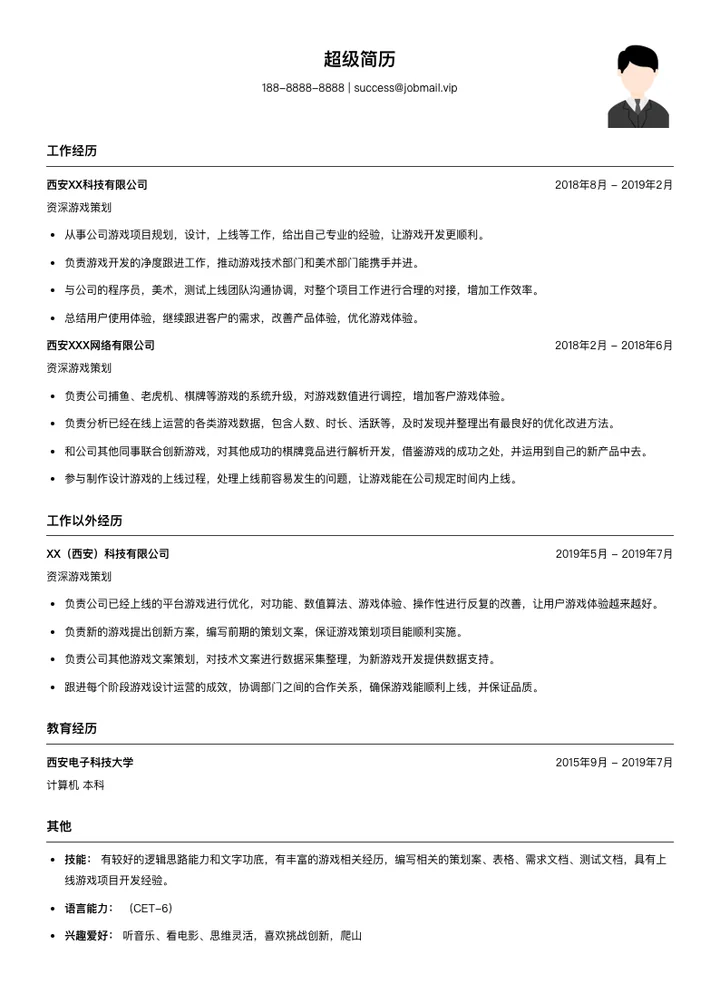 超级简历
188-8888-8888 | success@jobmail.vip
工作经历
西安XX科技有限公司 2018年8月 – 2019年2月
资深游戏策划
• 从事公司游戏项目规划，设计，上线等工作，给出自己专业的经验，让游戏开发更顺利。
• 负责游戏开发的净度跟进工作，推动游戏技术部门和美术部门能携手并进。
• 与公司的程序员，美术，测试上线团队沟通协调，对整个项目工作进行合理的对接，增加工作效率。
• 总结用户使用体验，继续跟进客户的需求，改善产品体验，优化游戏体验。
西安XXX网络有限公司 2018年2月 – 2018年6月
资深游戏策划
• 负责公司捕鱼、老虎机、棋牌等游戏的系统升级，对游戏数值进行调控，增加客户游戏体验。
• 负责分析已经在线上运营的各类游戏数据，包含人数、时长、活跃等，及时发现并整理出有最良好的优化改进方法。
• 和公司其他同事联合创新游戏，对其他成功的棋牌竞品进行解析开发，借鉴游戏的成功之处，并运用到自己的新产品中去。
• 参与制作设计游戏的上线过程，处理上线前容易发生的问题，让游戏能在公司规定时间内上线。
工作以外经历
XX（西安）科技有限公司 2019年5月 – 2019年7月
资深游戏策划
• 负责公司已经上线的平台游戏进行优化，对功能、数值算法、游戏体验、操作性进行反复的改善，让用户游戏体验越来越好。
• 负责新的游戏提出创新方案，编写前期的策划文案，保证游戏策划项目能顺利实施。
• 负责公司其他游戏文案策划，对技术文案进行数据采集整理，为新游戏开发提供数据支持。
• 跟进每个阶段游戏设计运营的成效，协调部门之间的合作关系，确保游戏能顺利上线，并保证品质。
教育经历
西安电子科技大学 2015年9月 – 2019年7月
计算机 本科
其他
• 技能： 有较好的逻辑思路能力和文字功底，有丰富的游戏相关经历，编写相关的策划案、表格、需求文档、测试文档，具有上
线游戏项目开发经验。
• 语言能力： （CET-6）
• 兴趣爱好： 听音乐、看电影、思维灵活，喜欢挑战创新，爬山